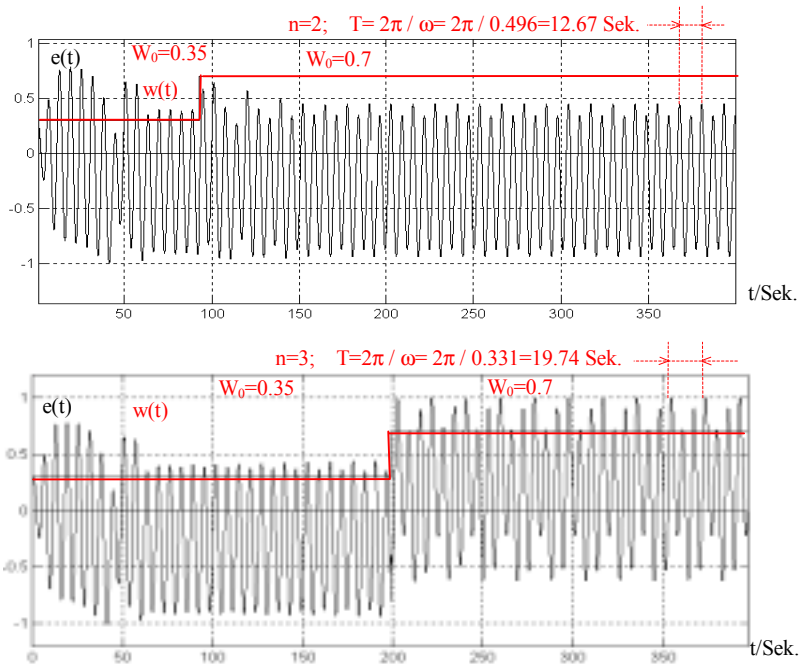 n=2; T= 2π / ω= 2π / 0.496=12.67 Sek.
W₀=0.35 W₀=0.7
e(t)
w(t)
0.5
0
-0.5
-1
t/Sek.
50 100 150 200 250 300 350
n=3; T=2π / ω= 2π / 0.331=19.74 Sek.
W₀=0.35 W₀=0.7
e(t) w(t)
1
0.5
0
-0.5
-1
0 50 100 150 200 250 300 350
t/Sek.